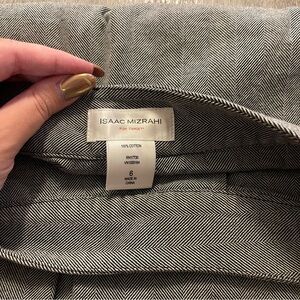 ISAAC MIZRAHI
FOR TARGET
100% COTTON
6
MADE IN
CHINA